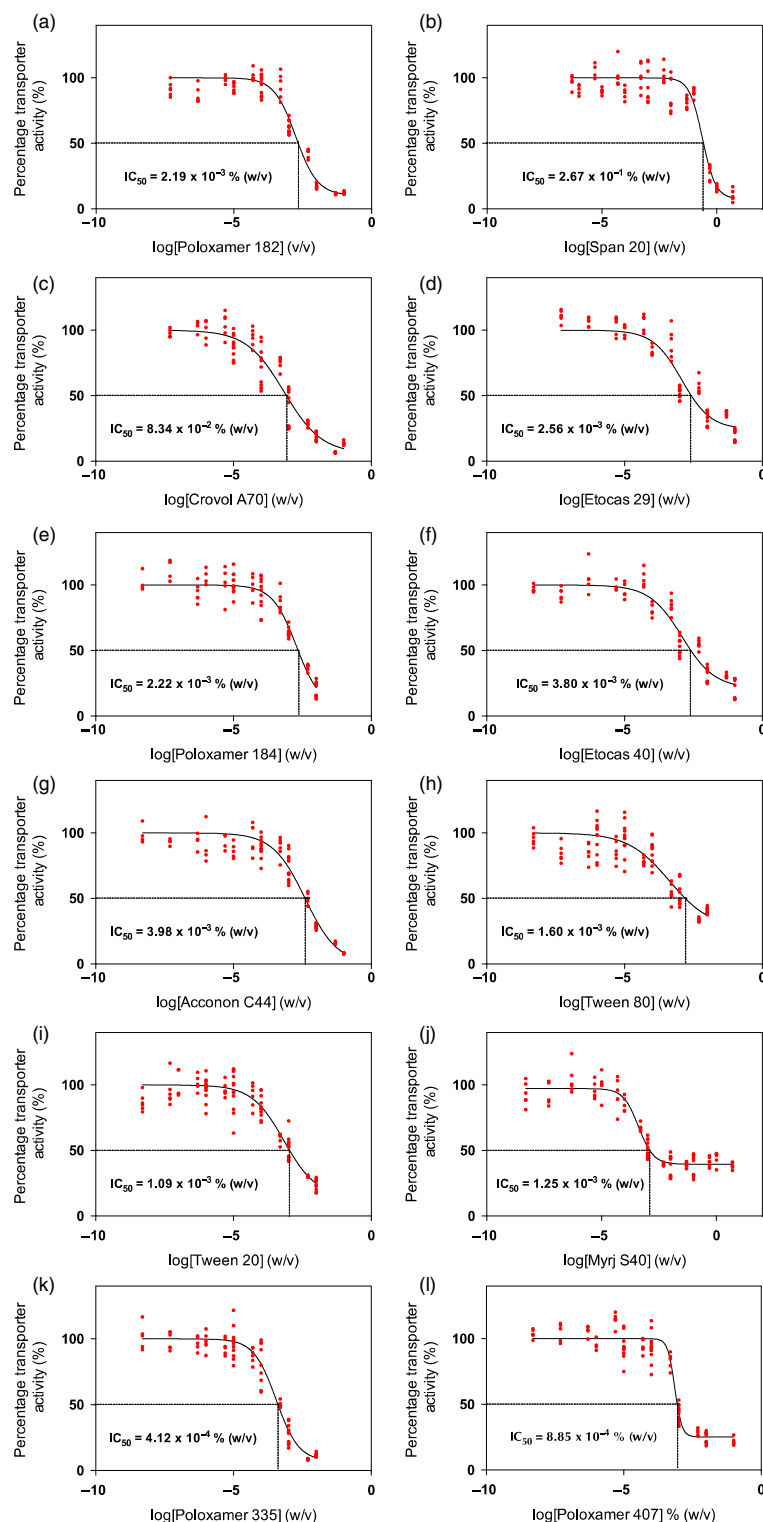 (a)
Percentage transporter
activity (%)
100
50
0
IC50 = 2.19 x 10−3 % (w/v)
−10
−5
0
log[Poloxamer 182] (v/v)
(b)
Percentage transporter
activity (%)
100
50
0
IC50 = 2.67 x 10−1 % (w/v)
−10
−5
0
log[Span 20] (w/v)
(c)
Percentage transporter
activity (%)
100
50
0
IC50 = 8.34 x 10−2 % (w/v)
−10
−5
0
log[Crovol A70] (w/v)
(d)
Percentage transporter
activity (%)
100
50
0
IC50 = 2.56 x 10−3 % (w/v)
−10
−5
0
log[Etocas 29] (w/v)
(e)
Percentage transporter
activity (%)
100
50
0
IC50 = 2.22 x 10−3 % (w/v)
−10
−5
0
log[Poloxamer 184] (w/v)
(f)
Percentage transporter
activity (%)
100
50
0
IC50 = 3.80 x 10−3 % (w/v)
−10
−5
0
log[Etocas 40] (w/v)
(g)
Percentage transporter
activity (%)
100
50
0
IC50 = 3.98 x 10−3 % (w/v)
−10
−5
0
log[Acconon C44] (w/v)
(h)
Percentage transporter
activity (%)
100
50
0
IC50 = 1.60 x 10−3 % (w/v)
−10
−5
0
log[Tween 80] (w/v)
(i)
Percentage transporter
activity (%)
100
50
0
IC50 = 1.09 x 10−3 % (w/v)
−10
−5
0
log[Tween 20] (w/v)
(j)
Percentage transporter
activity (%)
100
50
0
IC50 = 1.25 x 10−3 % (w/v)
−10
−5
0
log[Myrj S40] (w/v)
(k)
Percentage transporter
activity (%)
100
50
0
IC50 = 4.12 x 10−4 % (w/v)
−10
−5
0
log[Poloxamer 335] (w/v)
(l)
Percentage transporter
activity (%)
100
50
0
IC50 = 8.85 x 10−4 % (w/v)
−10
−5
0
log[Poloxamer 407] % (w/v)